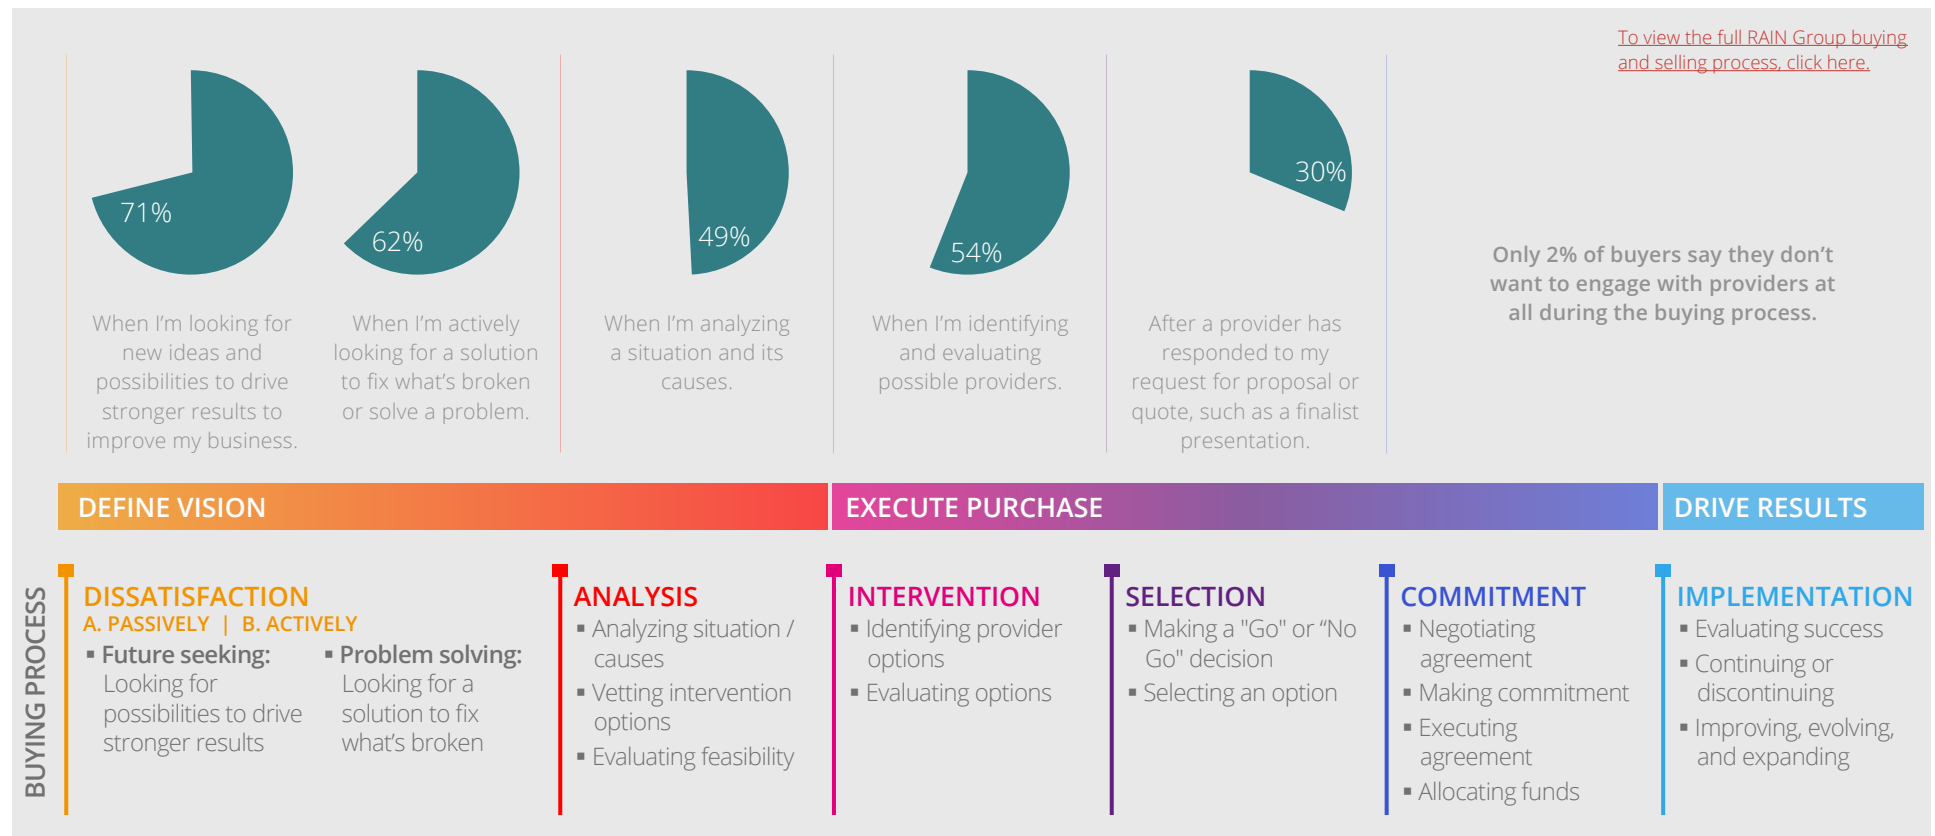 To view the full RAIN Group buying
and selling process, click here.
71%
62%
49%
54%
30%
When I’m looking for
new ideas and
possibilities to drive
stronger results to
improve my business.
When I’m actively
looking for a solution
to fix what’s broken
or solve a problem.
When I’m analyzing
a situation and its
causes.
When I’m identifying
and evaluating
possible providers.
After a provider has
responded to my
request for proposal or
quote, such as a finalist
presentation.
Only 2% of buyers say they don’t
want to engage with providers at
all during the buying process.
DEFINE VISION
EXECUTE PURCHASE
DRIVE RESULTS
BUYING PROCESS
DISSATISFACTION
A. PASSIVELY | B. ACTIVELY
▪ Future seeking:
Looking for
possibilities to drive
stronger results
▪ Problem solving:
Looking for a
solution to fix
what’s broken
ANALYSIS
▪ Analyzing situation /
causes
▪ Vetting intervention
options
▪ Evaluating feasibility
INTERVENTION
▪ Identifying provider
options
▪ Evaluating options
SELECTION
▪ Making a "Go" or “No
Go" decision
▪ Selecting an option
COMMITMENT
▪ Negotiating
agreement
▪ Making commitment
▪ Executing
agreement
▪ Allocating funds
IMPLEMENTATION
▪ Evaluating success
▪ Continuing or
discontinuing
▪ Improving, evolving,
and expanding